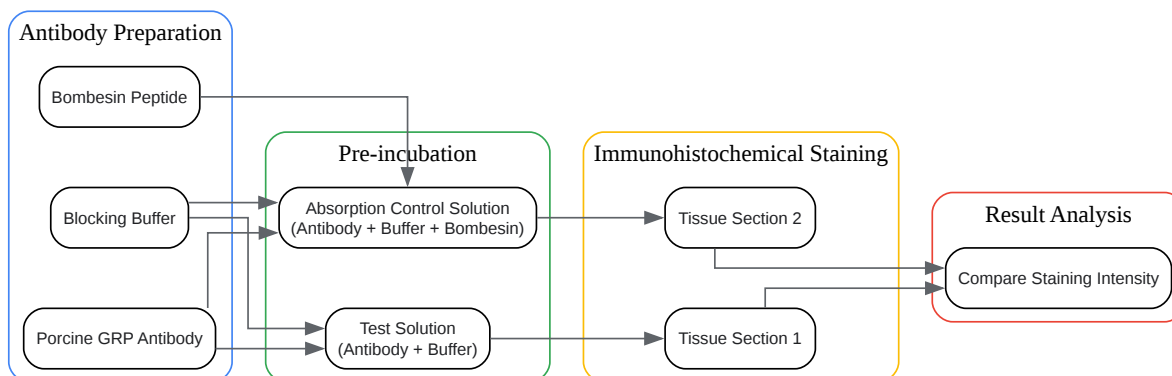 Antibody Preparation
Bombesin Peptide
Blocking Buffer
Porcine GRP Antibody
Pre-incubation
Absorption Control Solution
(Antibody + Buffer + Bombesin)
Test Solution
(Antibody + Buffer)
Immunohistochemical Staining
Tissue Section 2
Tissue Section 1
Result Analysis
Compare Staining Intensity